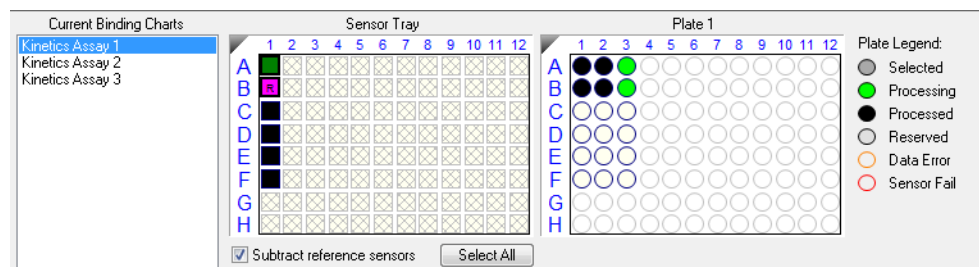 Current Binding Charts
Kinetics Assay 1
Kinetics Assay 2
Kinetics Assay 3
Sensor Tray
1 2 3 4 5 6 7 8 9 10 11 12
A
B R
C
D
E
F
G
H
Subtract reference sensors
Select All
Plate 1
1 2 3 4 5 6 7 8 9 10 11 12
A
B
C
D
E
F
G
H
Plate Legend:
Selected
Processing
Processed
Reserved
Data Error
Sensor Fail